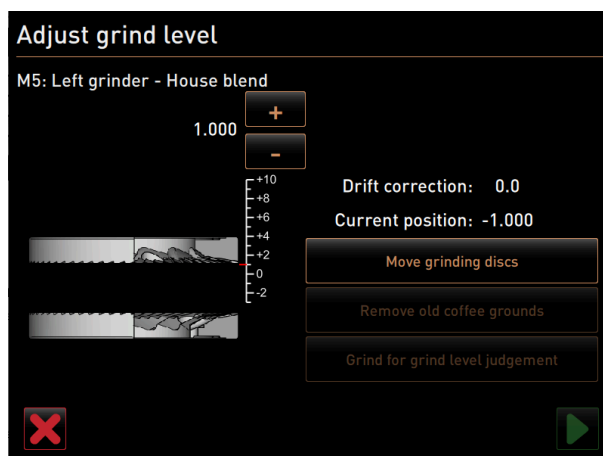 Adjust grind level
M5: Left grinder - House blend
+
1.000
-
+10
+8
+6
+4
+2
0
-2
Drift correction: 0.0
Current position: -1.000
Move grinding discs
Remove old coffee grounds
Grind for grind level judgement